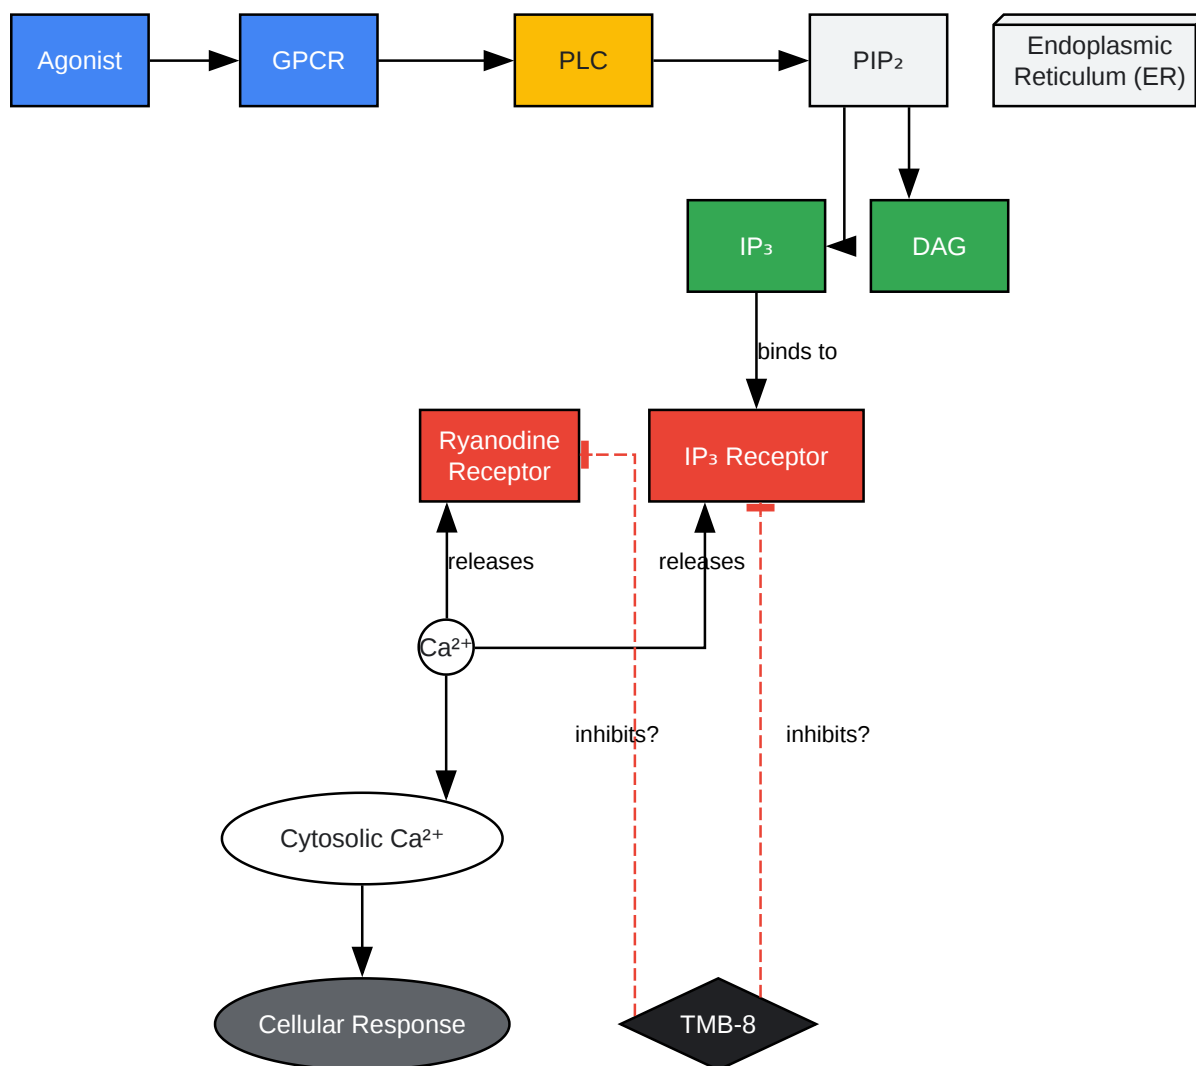 Agonist
GPCR
PLC
PIP₂
Endoplasmic
Reticulum (ER)
IP₃
DAG
binds to
Ryanodine
Receptor
IP₃ Receptor
releases
releases
Ca²⁺
inhibits?
inhibits?
Cytosolic Ca²⁺
Cellular Response
TMB-8